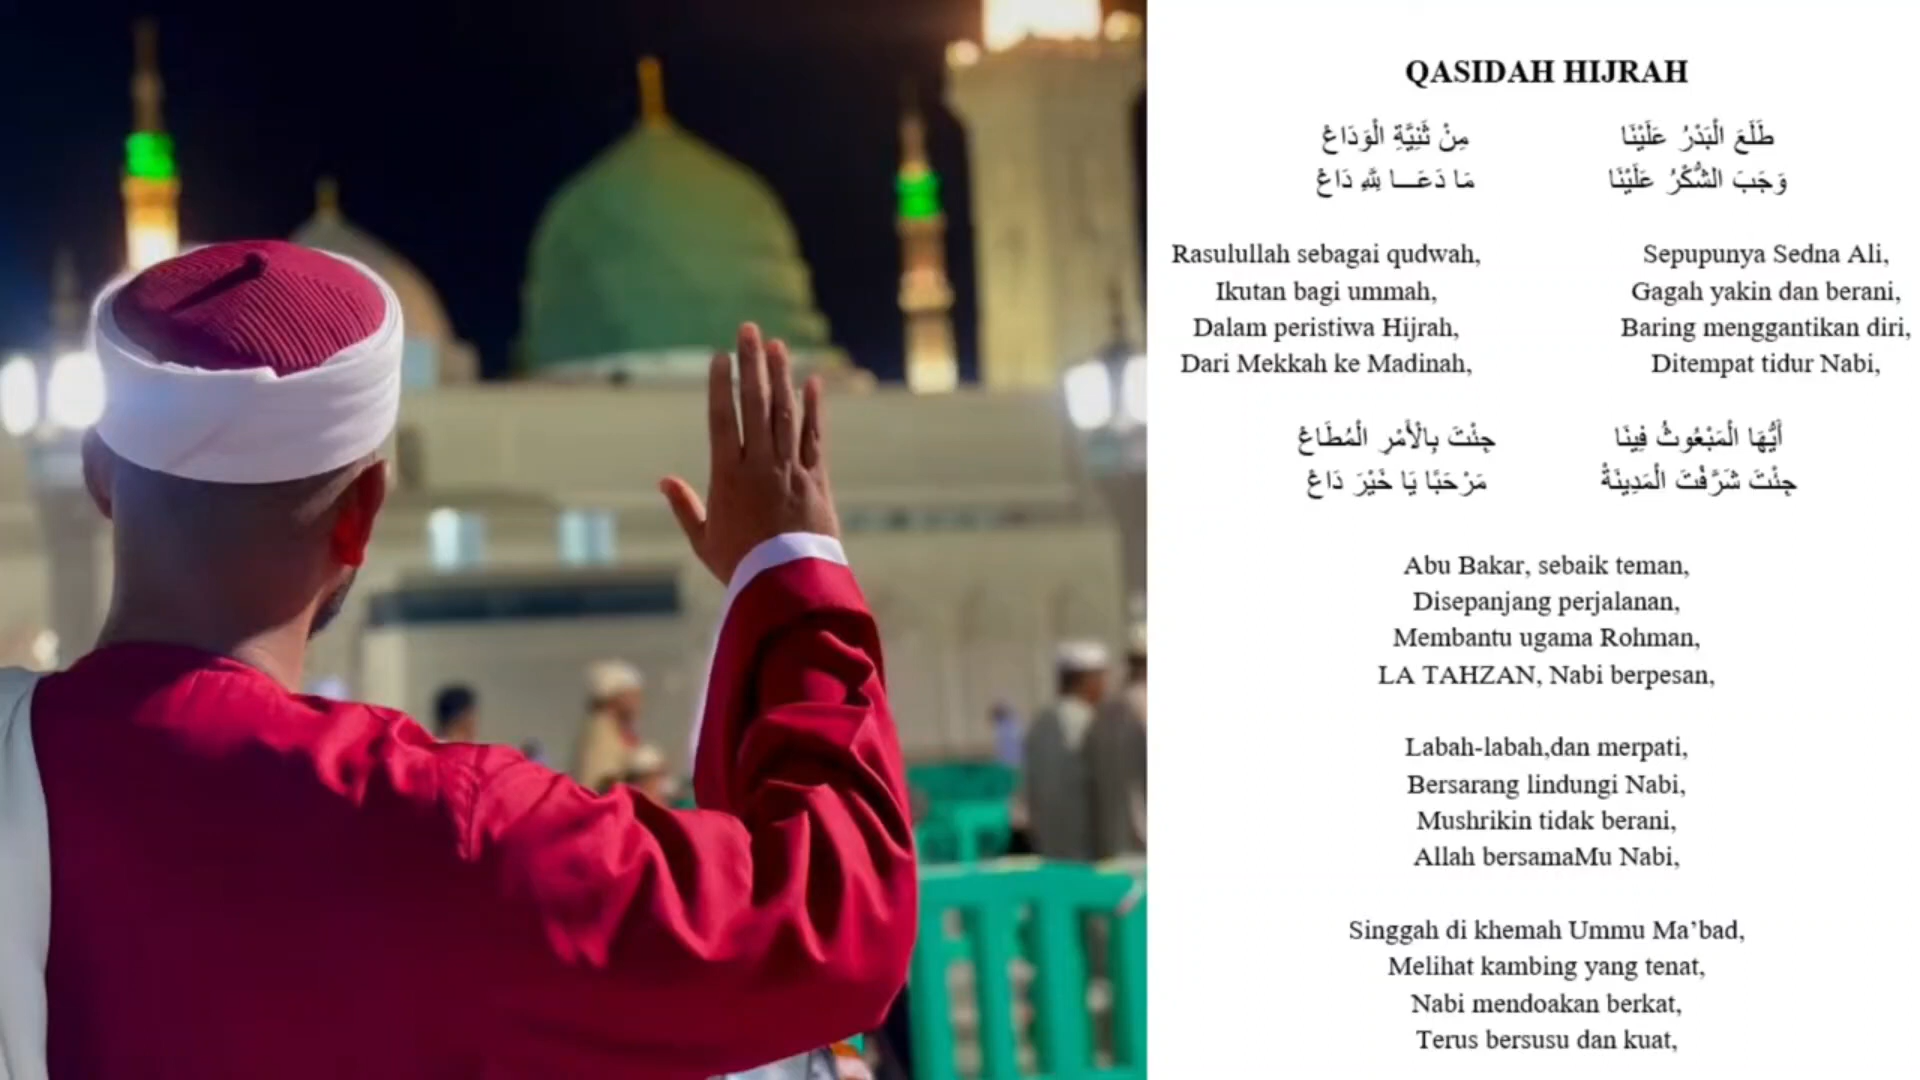 QASIDAH HIJRAH
طَلَعَ الْبَدْرُ عَلَيْنَا مِنْ ثَنِيَّةِ الْوَدَاعْ
وَجَبَ الشُّكْرُ عَلَيْنَا مَا دَعَـــا لِلَّهِ دَاعْ
Rasulullah sebagai qudwah,
Ikutan bagi ummah,
Dalam peristiwa Hijrah,
Dari Mekkah ke Madinah,
Sepupunya Sedna Ali,
Gagah yakin dan berani,
Baring menggantikan diri,
Ditempat tidur Nabi,
أَيُّهَا الْمَبْعُوثُ فِينَا جِئْتَ بِالْأَمْرِ الْمُطَاعْ
جِئْتَ شَرَّفْتَ الْمَدِينَةْ مَرْحَبًا يَا خَيْرَ دَاعْ
Abu Bakar, sebaik teman,
Disepanjang perjalanan,
Membantu ugama Rohman,
LA TAHZAN, Nabi berpesan,
Labah-labah,dan merpati,
Bersarang lindungi Nabi,
Mushrikin tidak berani,
Allah bersamaMu Nabi,
Singgah di khemah Ummu Ma’bad,
Melihat kambing yang tenat,
Nabi mendoakan berkat,
Terus bersusu dan kuat,